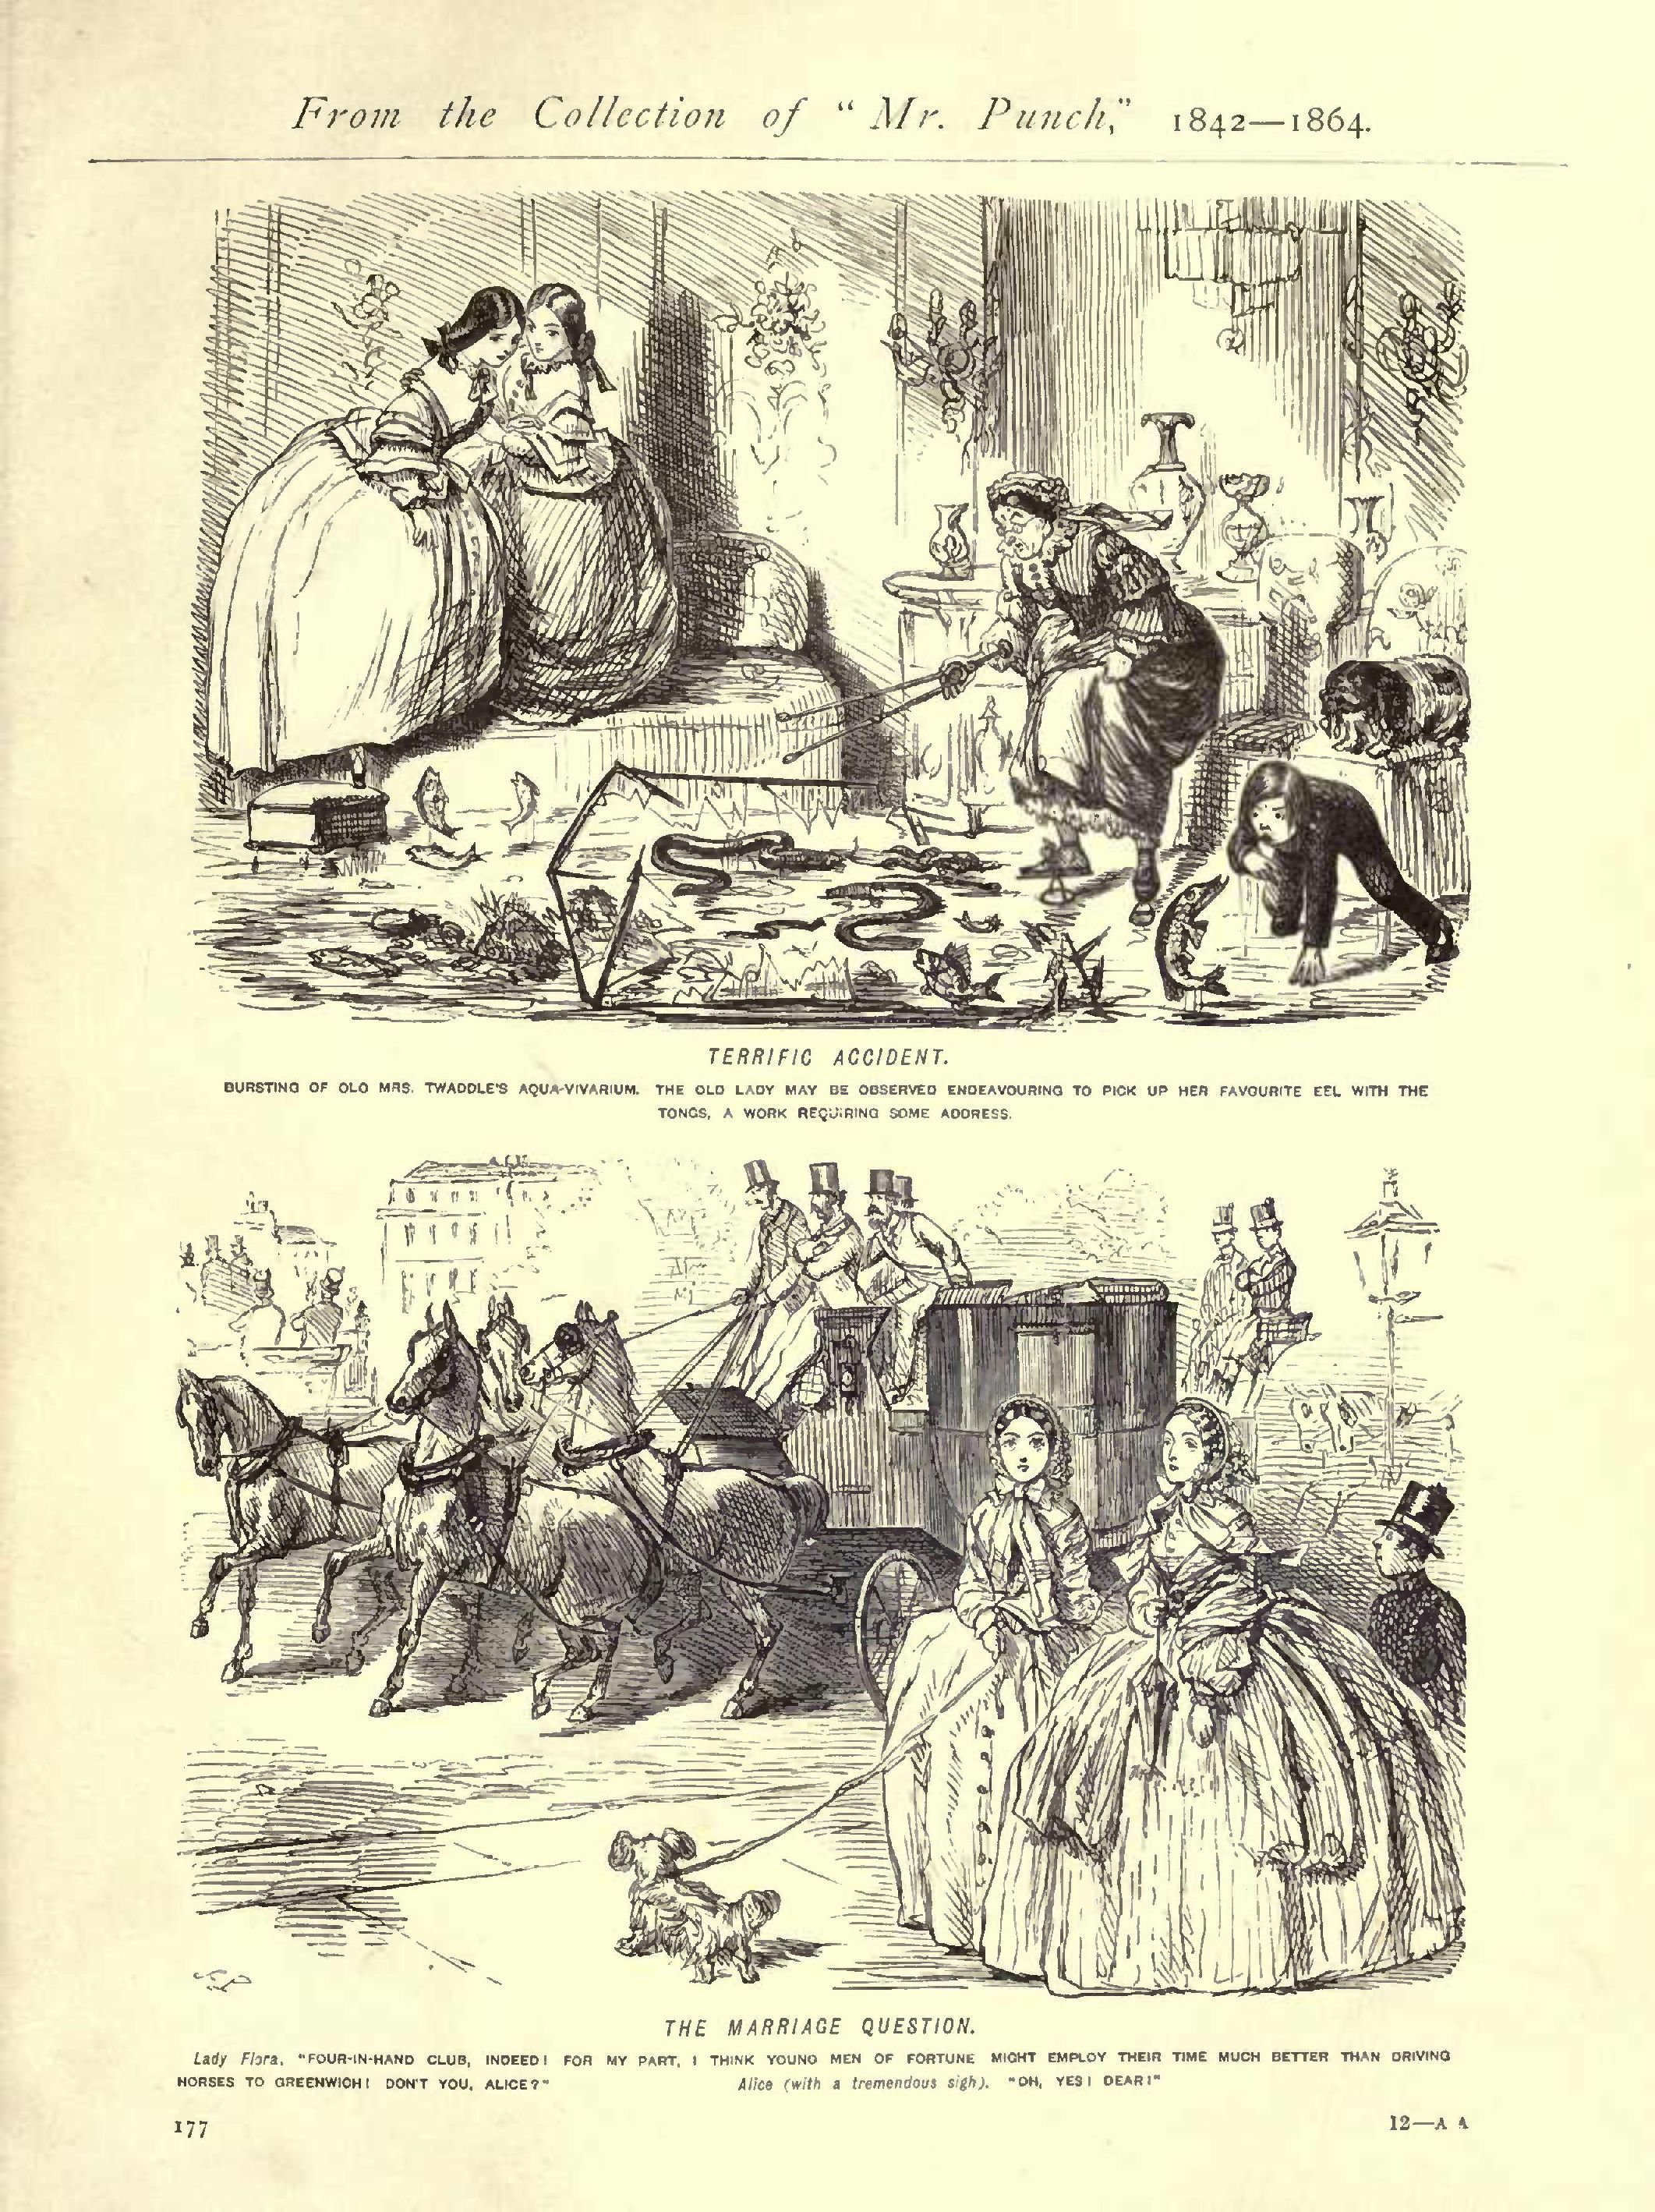 From the Collection of “Mr. Punch,” 1842—1864.
TERRIFIC ACCIDENT.
BURSTING OF OLD MRS. TWADDLE'S AQUA-VIVARIUM. THE OLD LADY MAY BE OBSERVED ENDEAVOURING TO PICK UP HER FAVOURITE EEL WITH THE
TONGS, A WORK REQUIRING SOME ADDRESS.
THE MARRIAGE QUESTION.
Lady Flora. “FOUR-IN-HAND CLUB, INDEED! FOR MY PART, I THINK YOUNG MEN OF FORTUNE MIGHT EMPLOY THEIR TIME MUCH BETTER THAN DRIVING
HORSES TO GREENWICH! DON'T YOU, ALICE?” Alice (with a tremendous sigh). “OH, YES! DEAR!”
177 12—A A